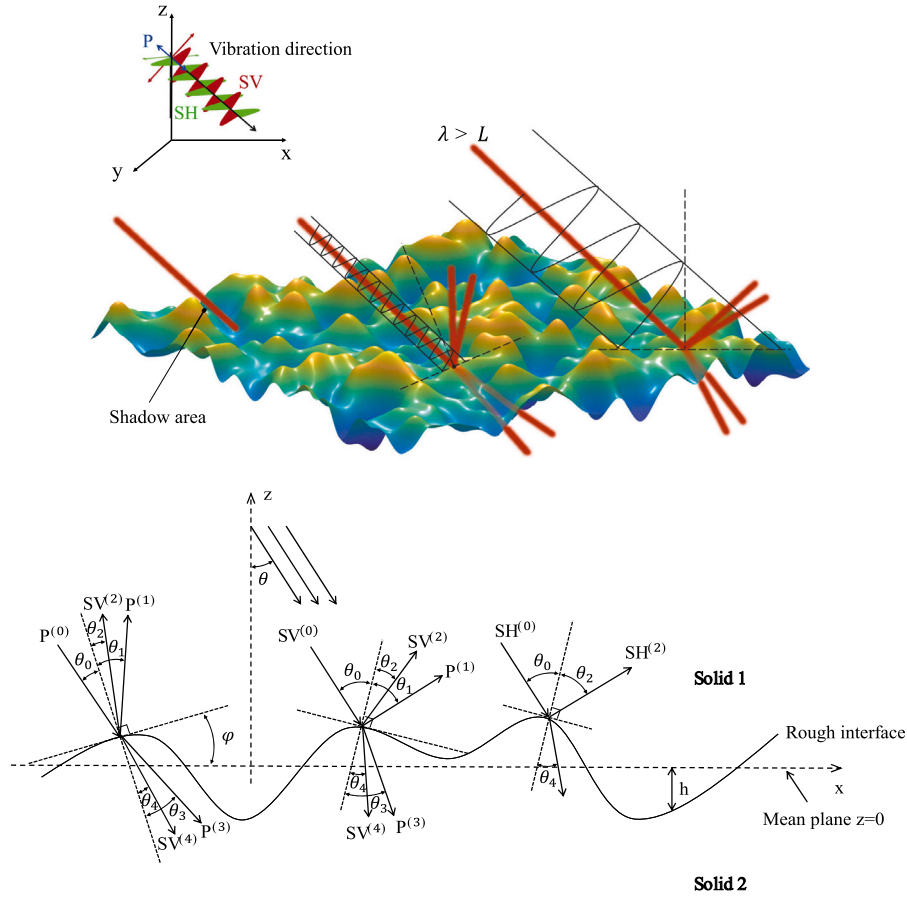 z
P
Vibration direction
SV
SH
x
y
λ > L
Shadow area
z
θ
SV⁽²⁾
P⁽¹⁾
P⁽⁰⁾
θ₂
θ₁
θ₀
φ
θ₄
θ₃
P⁽³⁾
SV⁽⁴⁾
SV⁽⁰⁾
SV⁽²⁾
P⁽¹⁾
θ₀
θ₂
θ₁
θ₄
θ₃
SV⁽⁴⁾
P⁽³⁾
SH⁽⁰⁾
SH⁽²⁾
θ₀
θ₂
θ₄
Solid 1
Rough interface
h
x
Mean plane z=0
Solid 2